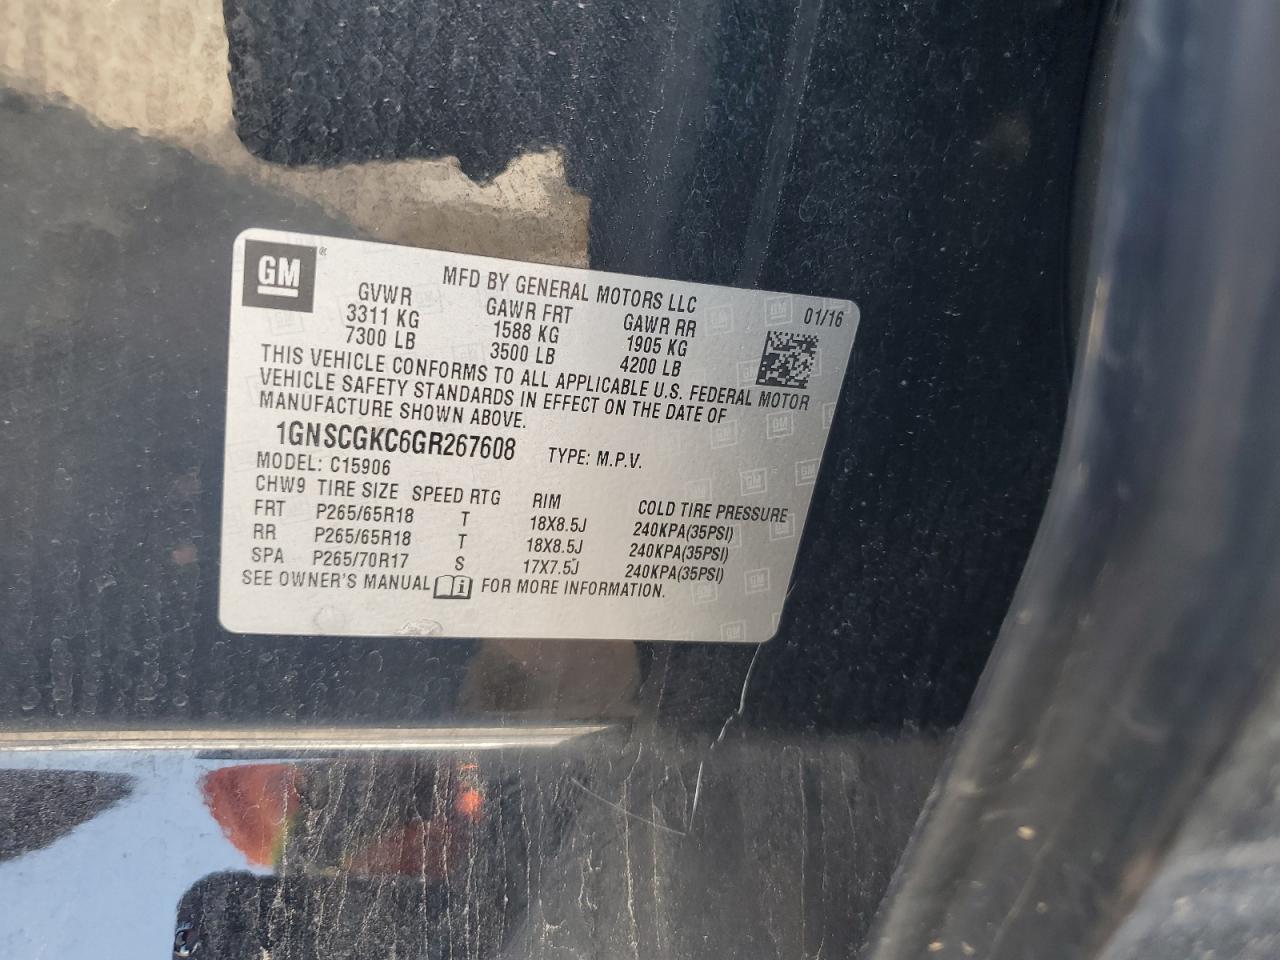 GM ®
MFD BY GENERAL MOTORS LLC
GVWR GAWR FRT GAWR RR 01/16
3311 KG 1588 KG 1905 KG
7300 LB 3500 LB 4200 LB
THIS VEHICLE CONFORMS TO ALL APPLICABLE U.S. FEDERAL MOTOR
VEHICLE SAFETY STANDARDS IN EFFECT ON THE DATE OF
MANUFACTURE SHOWN ABOVE.
1GNSCGKC6GR267608 TYPE: M.P.V.
MODEL: C15906
CHW9 TIRE SIZE SPEED RTG RIM COLD TIRE PRESSURE
FRT P265/65R18 T 18X8.5J 240KPA(35PSI)
RR P265/65R18 T 18X8.5J 240KPA(35PSI)
SPA P265/70R17 S 17X7.5J 240KPA(35PSI)
SEE OWNER'S MANUAL i FOR MORE INFORMATION.